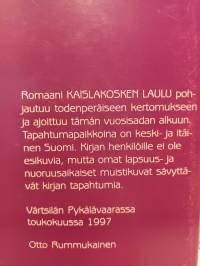 Romaani KAISLAKOSKEN LAULU poh-
jautuu todenperäiseen kertomukseen
ja ajoittuu tämän vuosisadan alkuun.
Tapahtumapaikkoina on keski- ja itäi-
nen Suomi. Kirjan henkilöille ei ole
esikuvia, mutta omat lapsuus- ja
nuoruusaikaiset muistikuvat sävyttä-
vät kirjan tapahtumia.
Värtsilän Pykälävaarassa
toukokuussa 1997
Otto Rummukainen